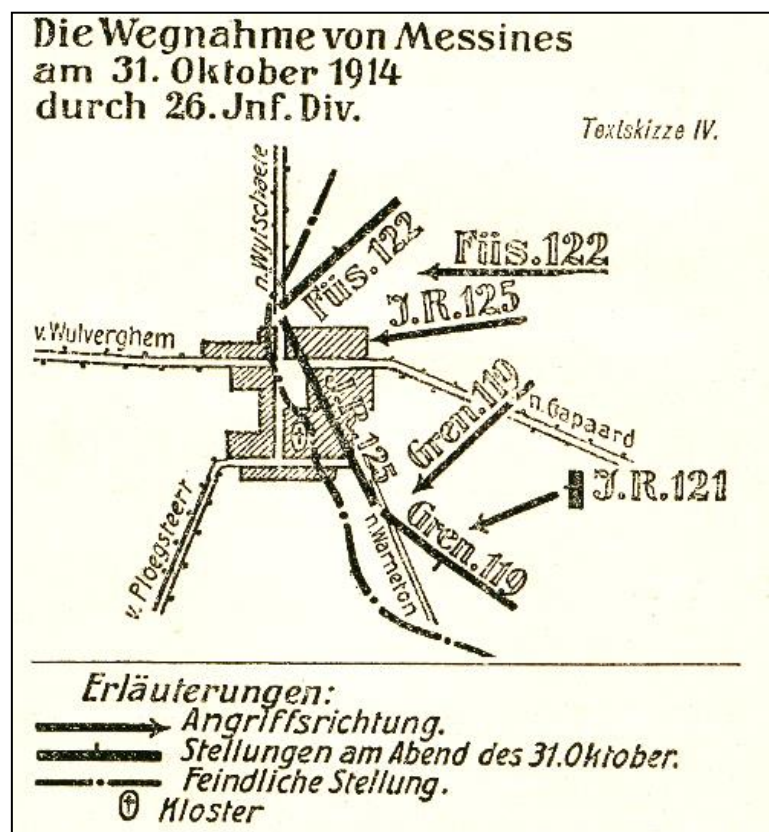 Die Wegnahme von Messines
am 31. Oktober 1914
durch 26. Jnf. Div.
Textskizze IV.
n. Wytschaete
Füs. 122
Füs. 122
J.R. 125
v. Wulverghem
J.R. 125
Gren. 119
n. Gapaard
J.R. 121
Gren. 119
n. Warneton
v. Ploegsteert
Erläuterungen:
Angriffsrichtung.
Stellungen am Abend des 31. Oktober.
Feindliche Stellung.
Kloster